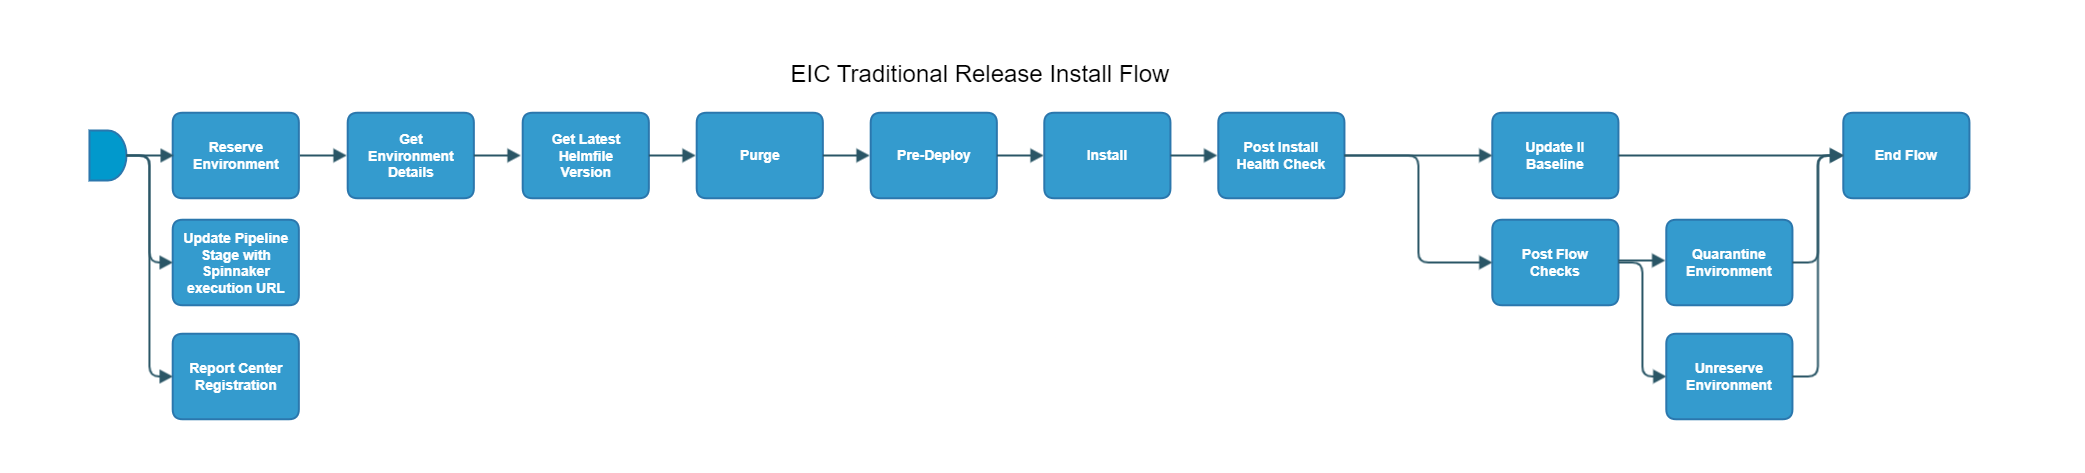 EIC Traditional Release Install Flow
Reserve
Environment
Get
Environment
Details
Get Latest
Helmfile
Version
Purge
Pre-Deploy
Install
Post Install
Health Check
Update II
Baseline
End Flow
Update Pipeline
Stage with
Spinnaker
execution URL
Post Flow
Checks
Quarantine
Environment
Report Center
Registration
Unreserve
Environment